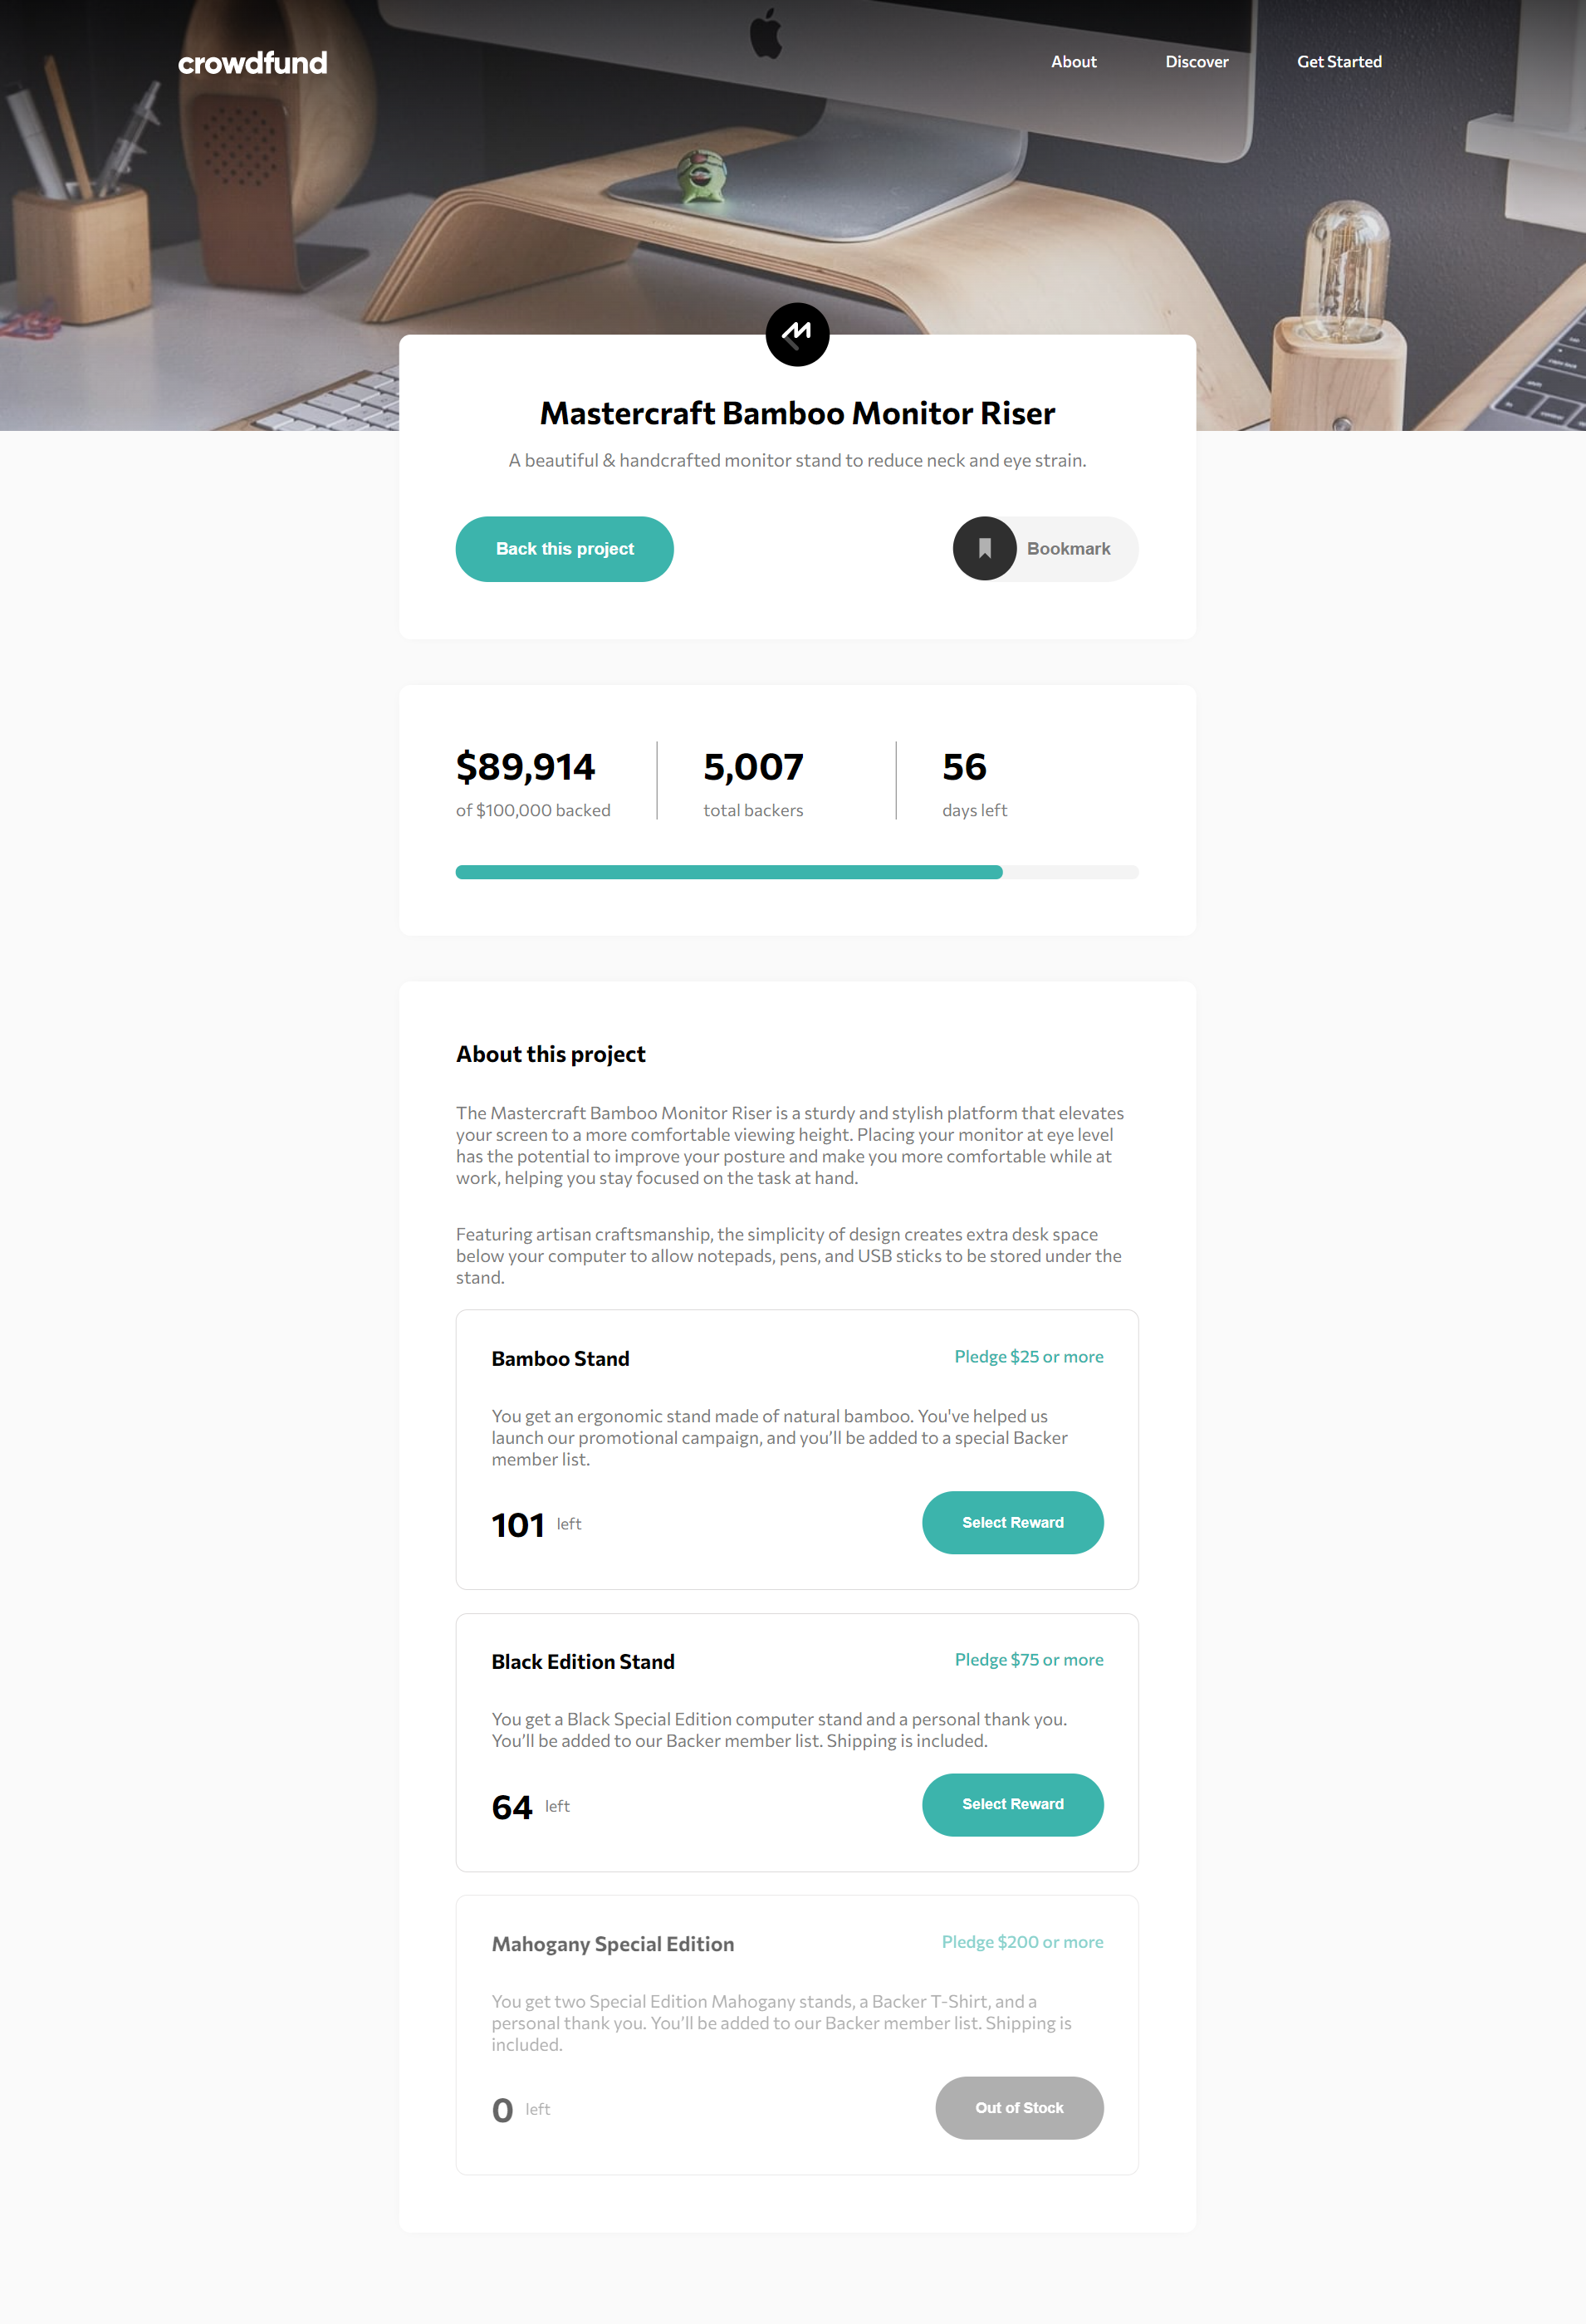 crowdfund
About Discover Get Started
Mastercraft Bamboo Monitor Riser
A beautiful & handcrafted monitor stand to reduce neck and eye strain.
Back this project
Bookmark
$89,914
of $100,000 backed
5,007
total backers
56
days left
About this project
The Mastercraft Bamboo Monitor Riser is a sturdy and stylish platform that elevates
your screen to a more comfortable viewing height. Placing your monitor at eye level
has the potential to improve your posture and make you more comfortable while at
work, helping you stay focused on the task at hand.
Featuring artisan craftsmanship, the simplicity of design creates extra desk space
below your computer to allow notepads, pens, and USB sticks to be stored under the
stand.
Bamboo Stand
Pledge $25 or more
You get an ergonomic stand made of natural bamboo. You've helped us
launch our promotional campaign, and you’ll be added to a special Backer
member list.
101 left
Select Reward
Black Edition Stand
Pledge $75 or more
You get a Black Special Edition computer stand and a personal thank you.
You’ll be added to our Backer member list. Shipping is included.
64 left
Select Reward
Mahogany Special Edition
Pledge $200 or more
You get two Special Edition Mahogany stands, a Backer T-Shirt, and a
personal thank you. You’ll be added to our Backer member list. Shipping is
included.
0 left
Out of Stock